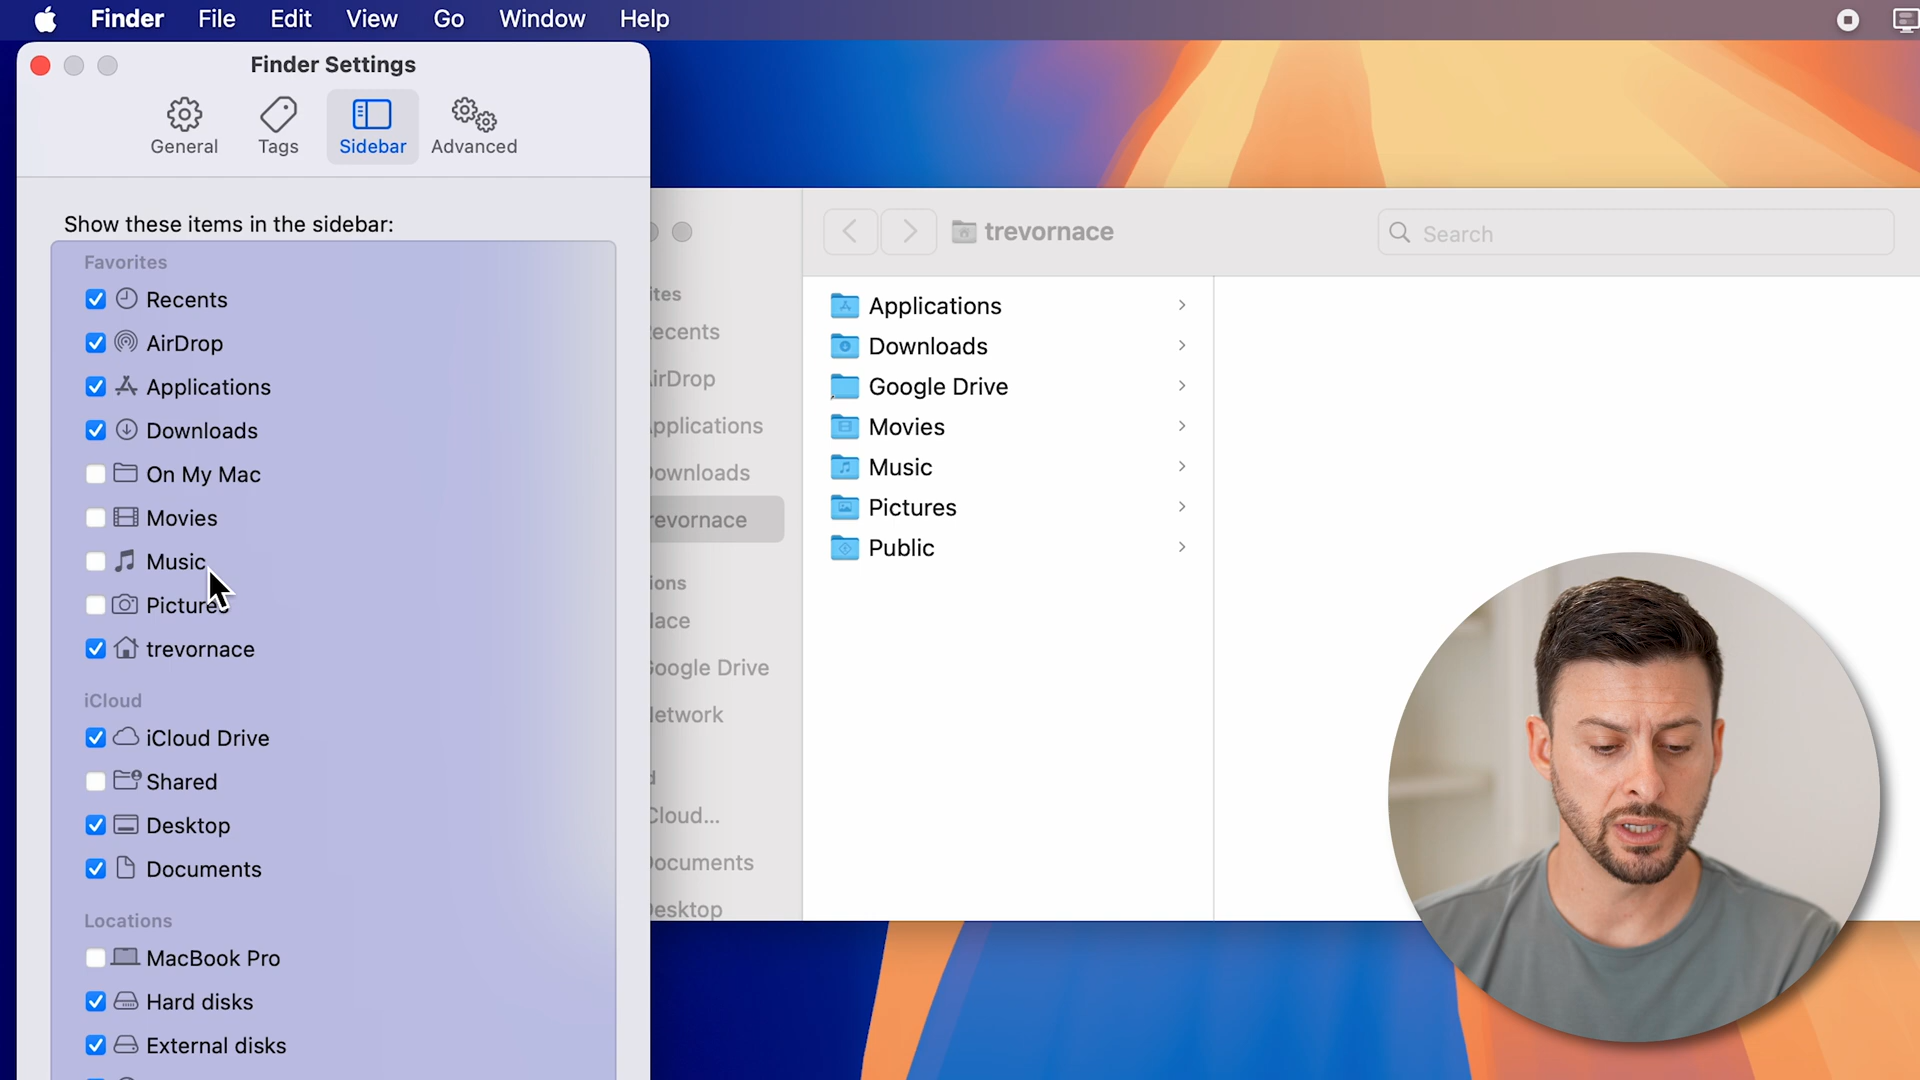 Finder File Edit View Go Window Help
Finder Settings
General Tags Sidebar Advanced
Show these items in the sidebar:
Favorites
Recents
AirDrop
Applications
Downloads
On My Mac
Movies
Music
Pictures
trevornace
iCloud
iCloud Drive
Shared
Desktop
Documents
Locations
MacBook Pro
Hard disks
External disks
ites
ecents
irDrop
pplications
ownloads
revornace
ions
lace
oogle Drive
etwork
d
Cloud...
ocuments
esktop
trevornace
Search
Applications
Downloads
Google Drive
Movies
Music
Pictures
Public